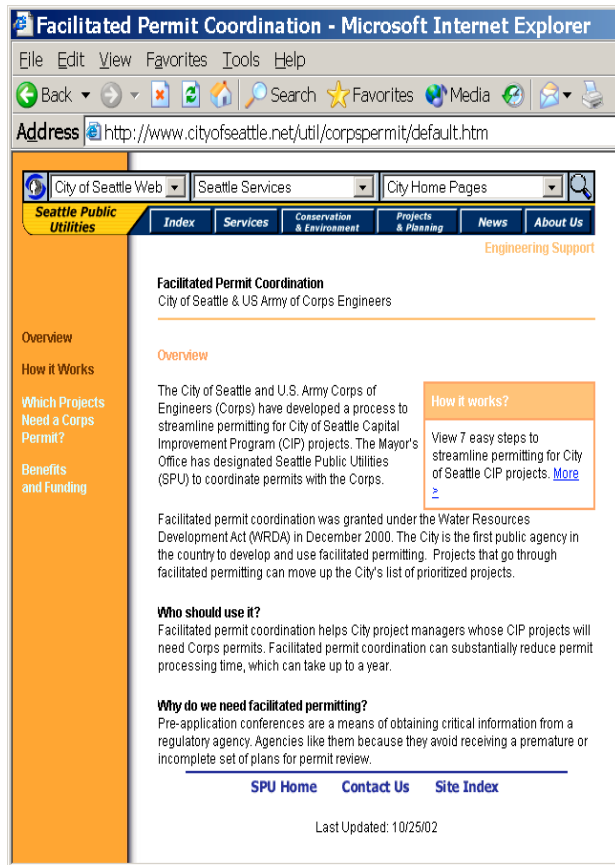 Facilitated Permit Coordination - Microsoft Internet Explorer
File Edit View Favorites Tools Help
Back Search Favorites Media
Address http://www.cityofseattle.net/util/corpspermit/default.htm
City of Seattle Web Seattle Services City Home Pages
Seattle Public
Utilities
Index Services Conservation
& Environment
Projects
& Planning
News About Us
Engineering Support
Facilitated Permit Coordination
City of Seattle & US Army of Corps Engineers
Overview
How it Works
Which Projects
Need a Corps
Permit?
Benefits
and Funding
Overview
The City of Seattle and U.S. Army Corps of
Engineers (Corps) have developed a process to
streamline permitting for City of Seattle Capital
Improvement Program (CIP) projects. The Mayor's
Office has designated Seattle Public Utilities
(SPU) to coordinate permits with the Corps.
How it works?
View 7 easy steps to
streamline permitting for City
of Seattle CIP projects. More
>
Facilitated permit coordination was granted under the Water Resources
Development Act (WRDA) in December 2000. The City is the first public agency in
the country to develop and use facilitated permitting. Projects that go through
facilitated permitting can move up the City's list of prioritized projects.
Who should use it?
Facilitated permit coordination helps City project managers whose CIP projects will
need Corps permits. Facilitated permit coordination can substantially reduce permit
processing time, which can take up to a year.
Why do we need facilitated permitting?
Pre-application conferences are a means of obtaining critical information from a
regulatory agency. Agencies like them because they avoid receiving a premature or
incomplete set of plans for permit review.
SPU Home Contact Us Site Index
Last Updated: 10/25/02